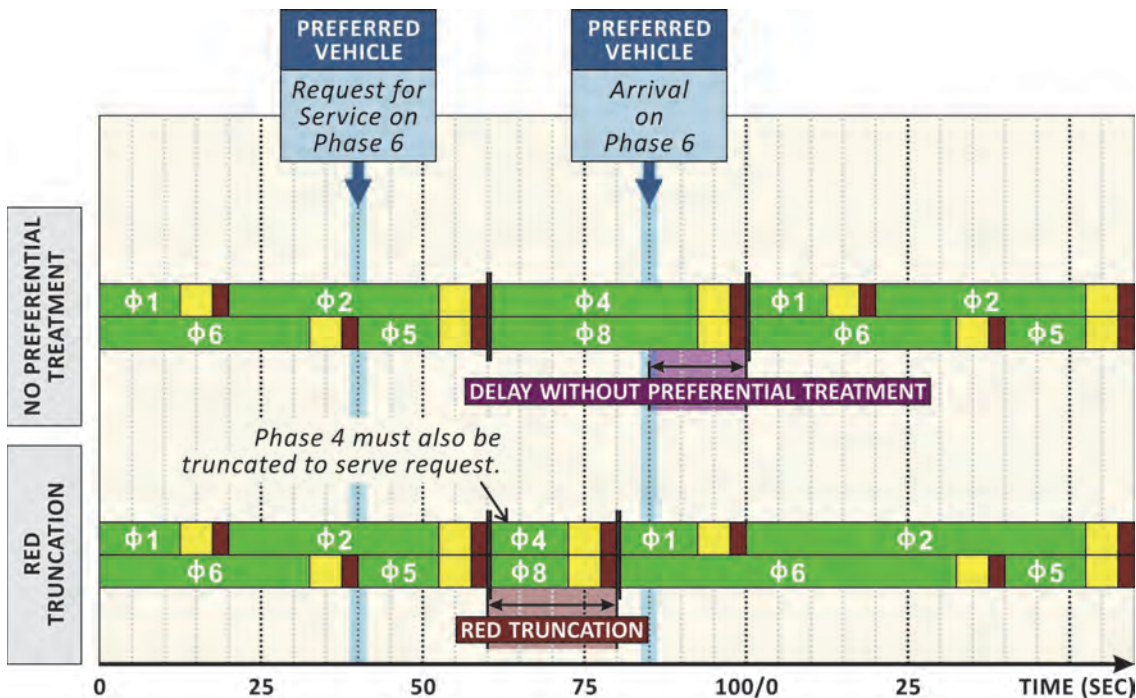 PREFERRED
VEHICLE
Request for
Service on
Phase 6
PREFERRED
VEHICLE
Arrival
on
Phase 6
NO PREFERENTIAL
TREATMENT
Φ1 Φ2 Φ4 Φ1 Φ2
Φ6 Φ5 Φ8 Φ6 Φ5
DELAY WITHOUT PREFERENTIAL TREATMENT
Phase 4 must also be
truncated to serve request.
RED
TRUNCATION
Φ1 Φ2 Φ4 Φ1 Φ2
Φ6 Φ5 Φ8 Φ6 Φ5
RED TRUNCATION
0 25 50 75 100/0 25 TIME (SEC)